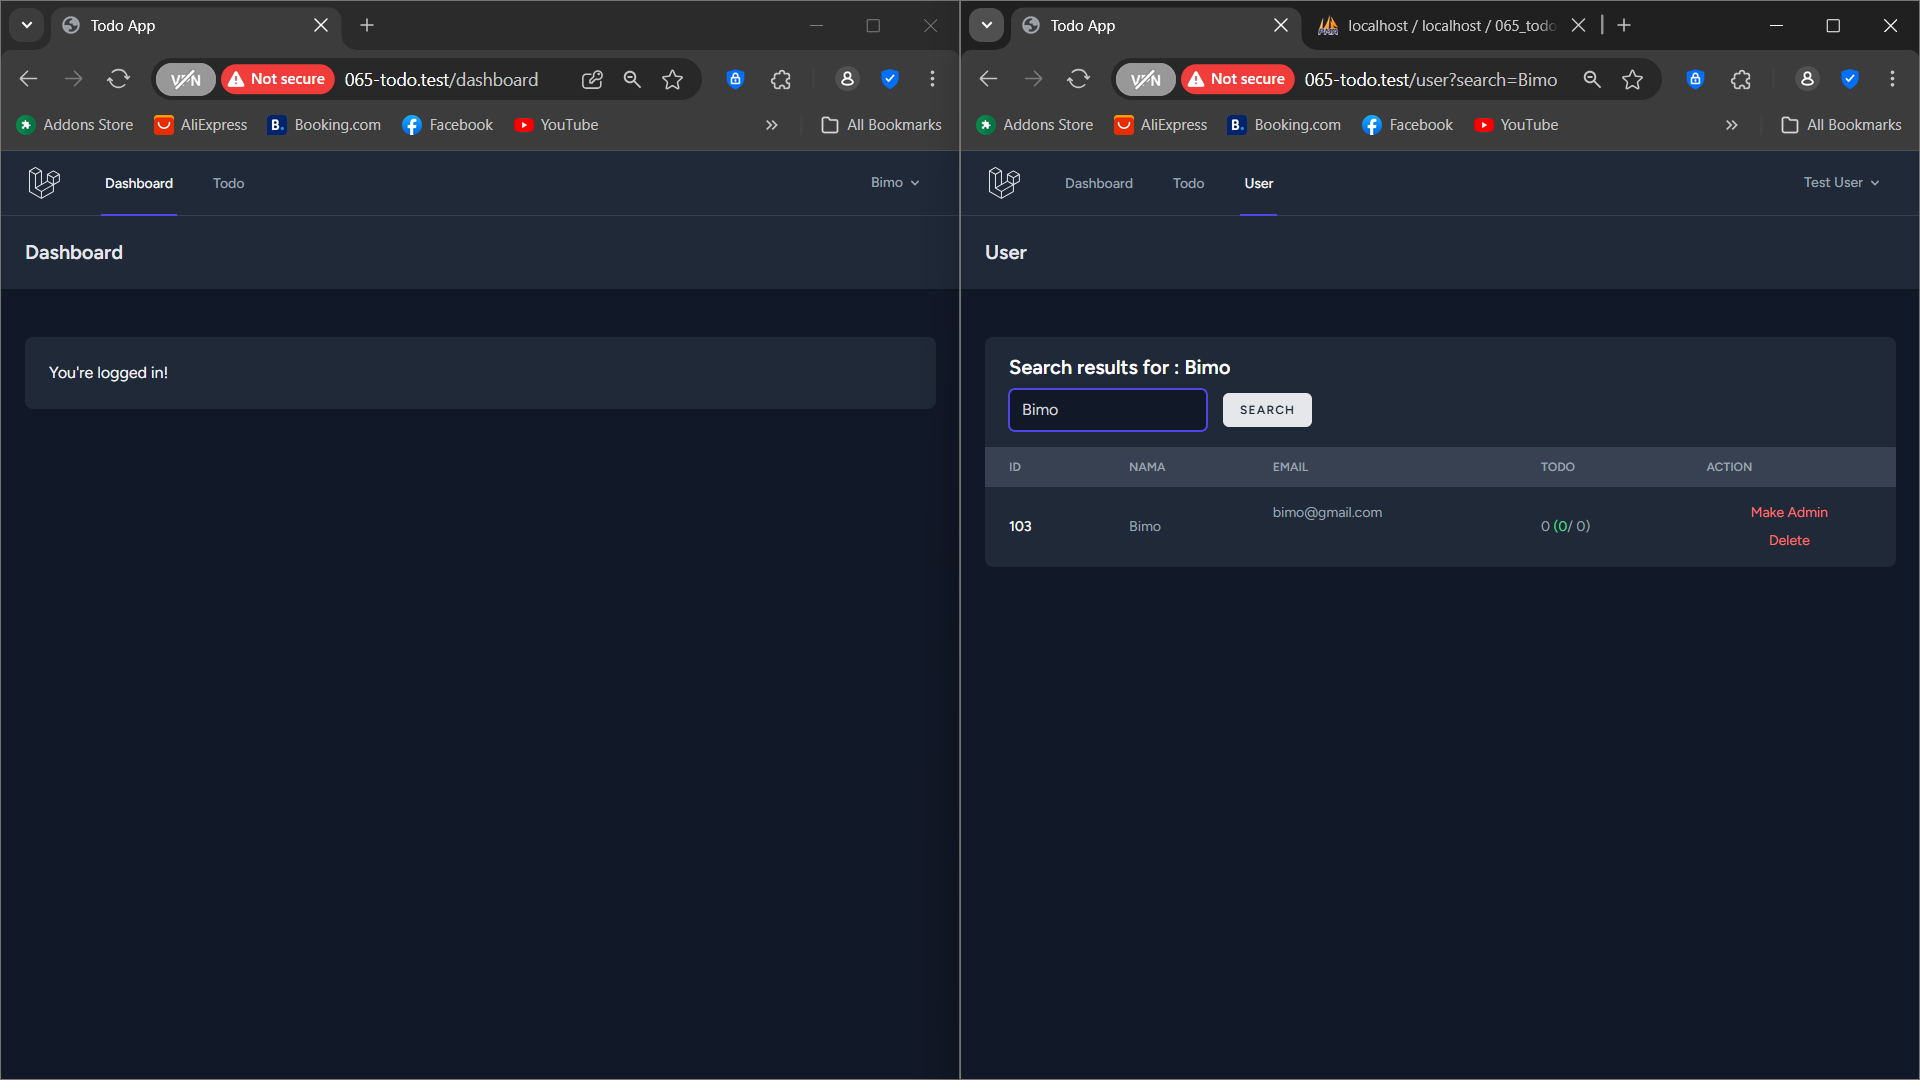 Todo App
VPN Not secure 065-todo.test/dashboard
Addons Store AliExpress Booking.com Facebook YouTube » All Bookmarks
Dashboard Todo Bimo
Dashboard
You're logged in!
Todo App localhost / localhost / 065_todo
VPN Not secure 065-todo.test/user?search=Bimo
Addons Store AliExpress Booking.com Facebook YouTube » All Bookmarks
Dashboard Todo User Test User
User
Search results for : Bimo
Bimo SEARCH
ID NAMA EMAIL TODO ACTION
103 Bimo bimo@gmail.com 0 (0/ 0) Make Admin
Delete